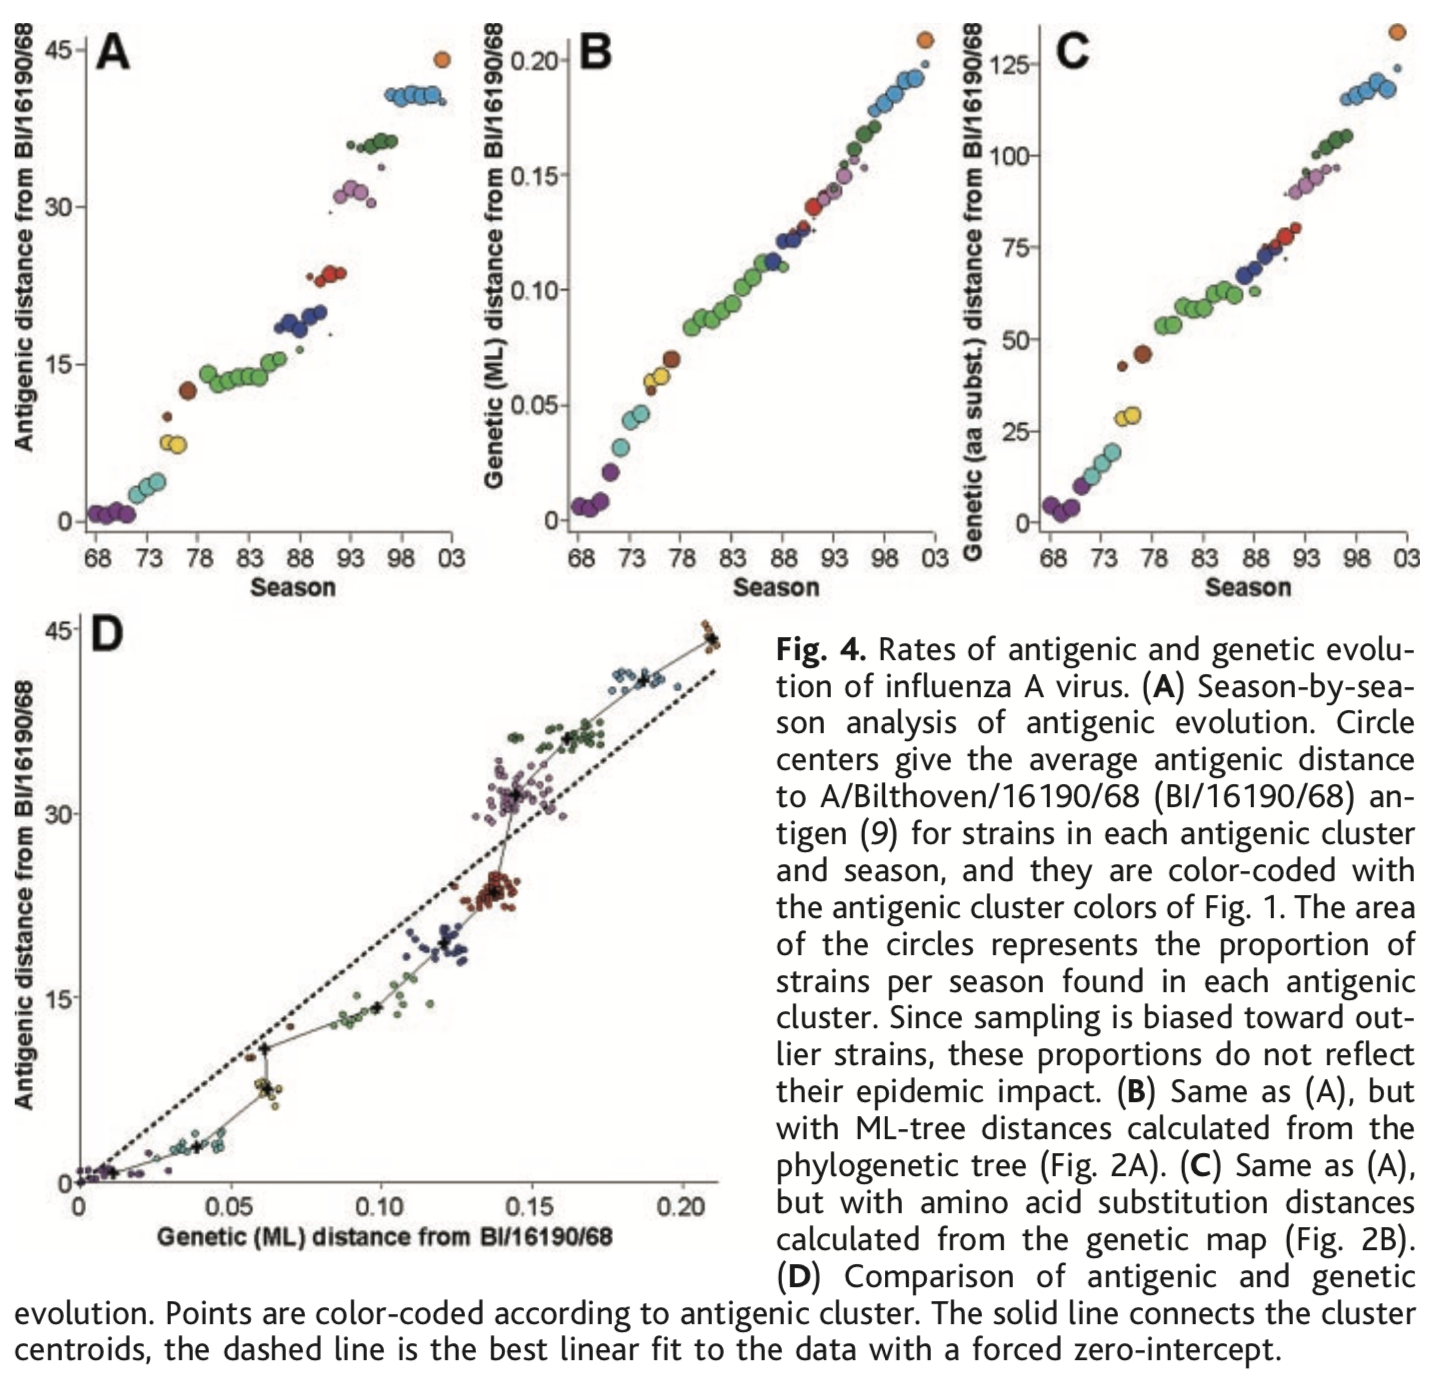 A
Antigenic distance from BI/16190/68
45
30
15
0
68 73 78 83 88 93 98 03
Season
B
Genetic (ML) distance from BI/16190/68
0.20
0.15
0.10
0.05
0
68 73 78 83 88 93 98 03
Season
C
Genetic (aa subst.) distance from BI/16190/68
125
100
75
50
25
0
68 73 78 83 88 93 98 03
Season
D
Antigenic distance from BI/16190/68
45
30
15
0
0 0.05 0.10 0.15 0.20
Genetic (ML) distance from BI/16190/68
Fig. 4. Rates of antigenic and genetic evolu-
tion of influenza A virus. (A) Season-by-sea-
son analysis of antigenic evolution. Circle
centers give the average antigenic distance
to A/Bilthoven/16190/68 (BI/16190/68) an-
tigen (9) for strains in each antigenic cluster
and season, and they are color-coded with
the antigenic cluster colors of Fig. 1. The area
of the circles represents the proportion of
strains per season found in each antigenic
cluster. Since sampling is biased toward out-
lier strains, these proportions do not reflect
their epidemic impact. (B) Same as (A), but
with ML-tree distances calculated from the
phylogenetic tree (Fig. 2A). (C) Same as (A),
but with amino acid substitution distances
calculated from the genetic map (Fig. 2B).
(D) Comparison of antigenic and genetic
evolution. Points are color-coded according to antigenic cluster. The solid line connects the cluster
centroids, the dashed line is the best linear fit to the data with a forced zero-intercept.